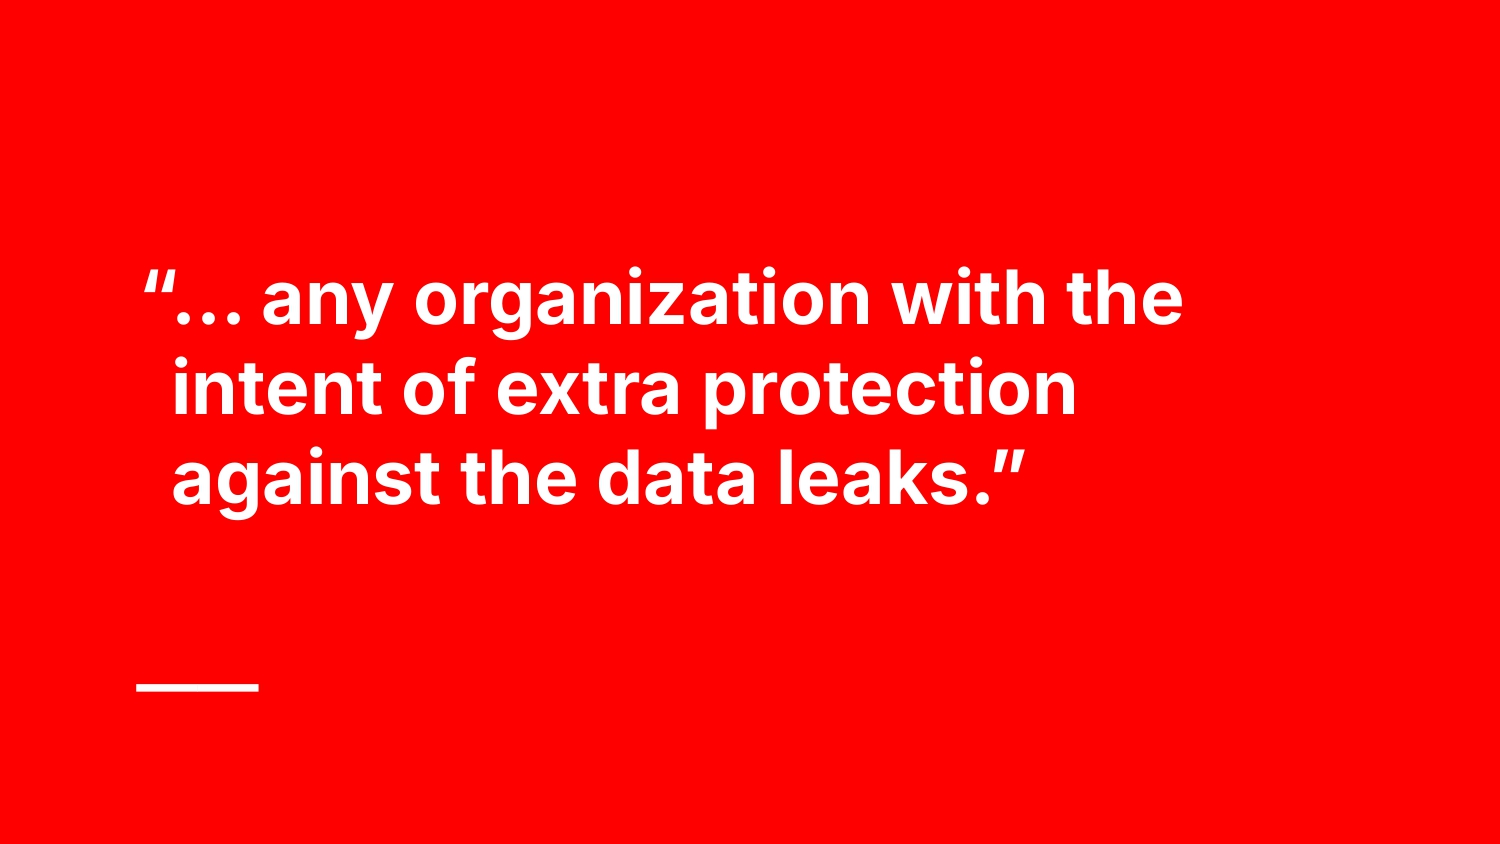 “… any organization with the
intent of extra protection
against the data leaks.”